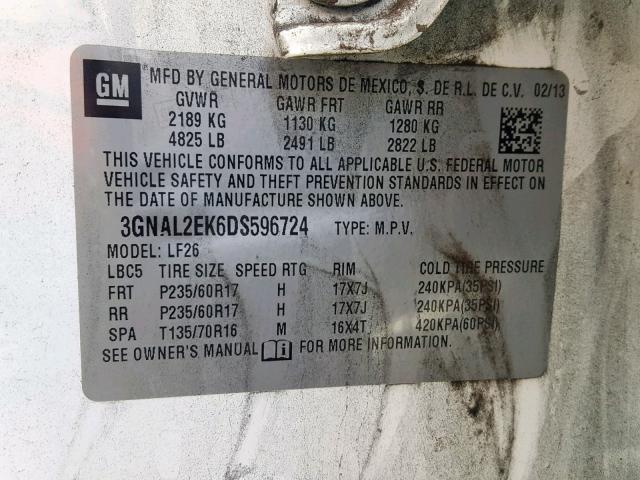 GM
MFD BY GENERAL MOTORS DE MEXICO, S. DE R.L. DE C.V. 02/13
GVWR GAWR FRT GAWR RR
2189 KG 1130 KG 1280 KG
4825 LB 2491 LB 2822 LB
THIS VEHICLE CONFORMS TO ALL APPLICABLE U.S. FEDERAL MOTOR
VEHICLE SAFETY AND THEFT PREVENTION STANDARDS IN EFFECT ON
THE DATE OF MANUFACTURE SHOWN ABOVE.
3GNAL2EK6DS596724 TYPE: M.P.V.
MODEL: LF26
LBC5 TIRE SIZE SPEED RTG RIM COLD TIRE PRESSURE
FRT P235/60R17 H 17X7J 240KPA(35PSI)
RR P235/60R17 H 17X7J 240KPA(35PSI)
SPA T135/70R16 M 16X4T 420KPA(60PSI)
SEE OWNER'S MANUAL i FOR MORE INFORMATION.